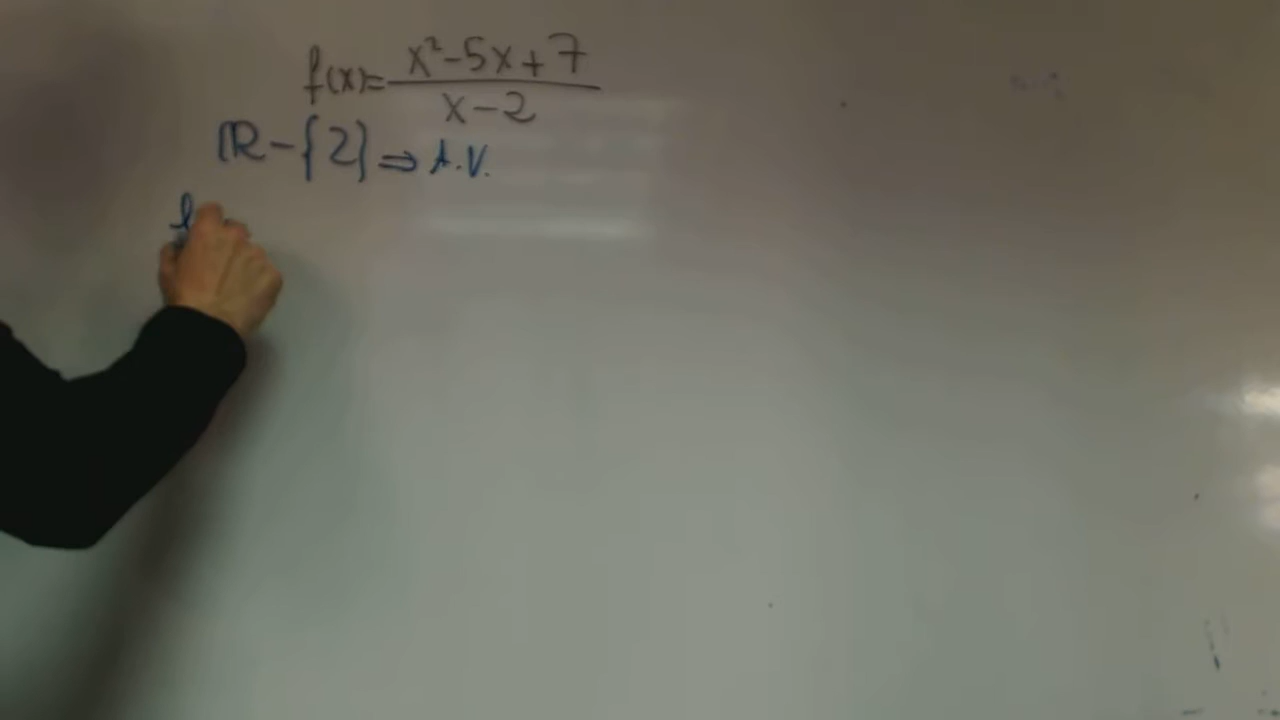 f(x)= x²-5x+7 / x-2
ℝ-{2} ⇒ A.V.